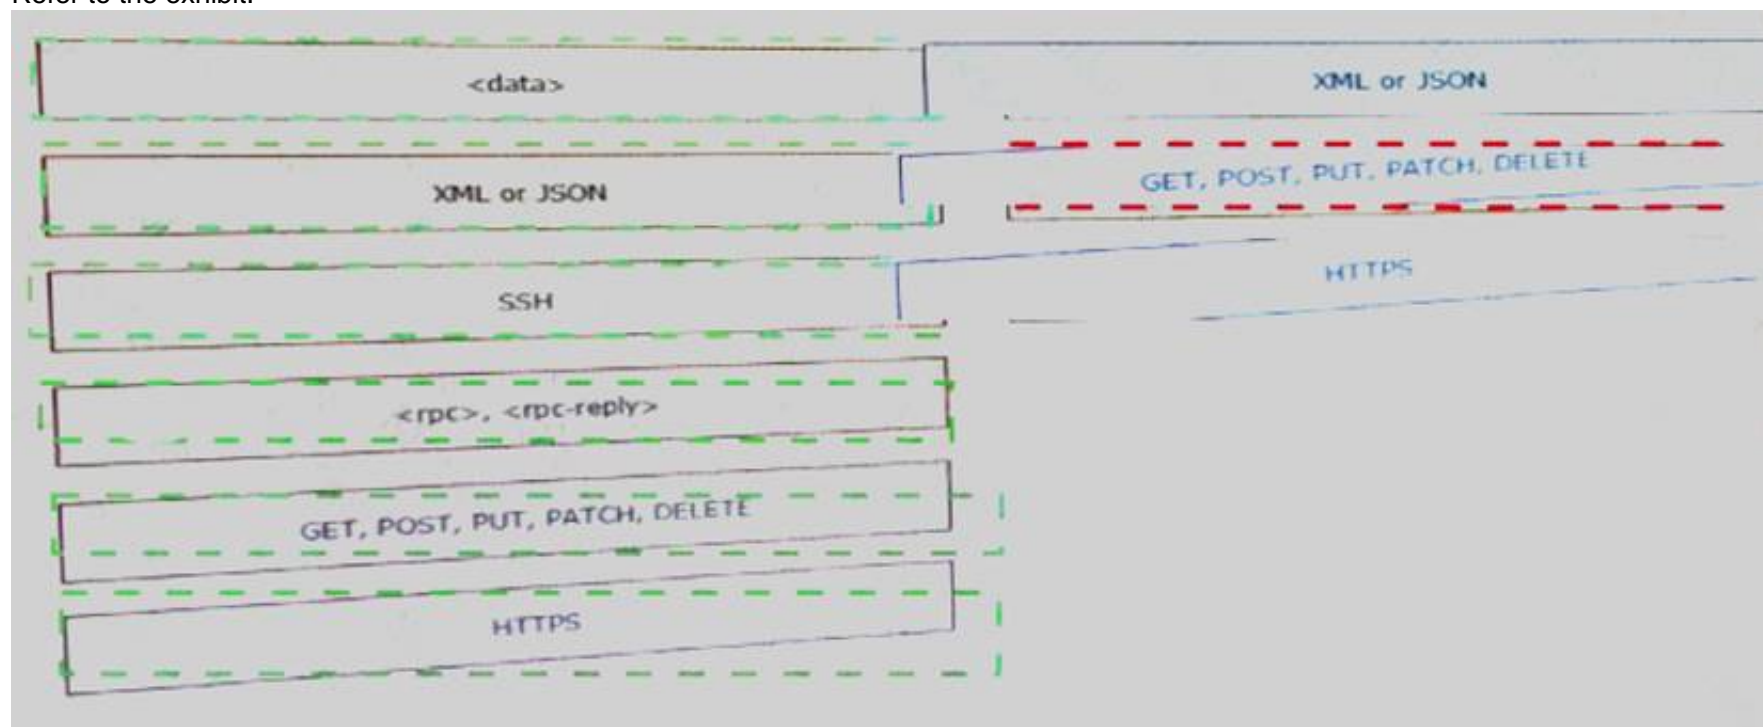 Refer to the exhibit.
<data>
XML or JSON
XML or JSON
GET, POST, PUT, PATCH, DELETE
SSH
HTTPS
<rpc>, <rpc-reply>
GET, POST, PUT, PATCH, DELETE
HTTPS